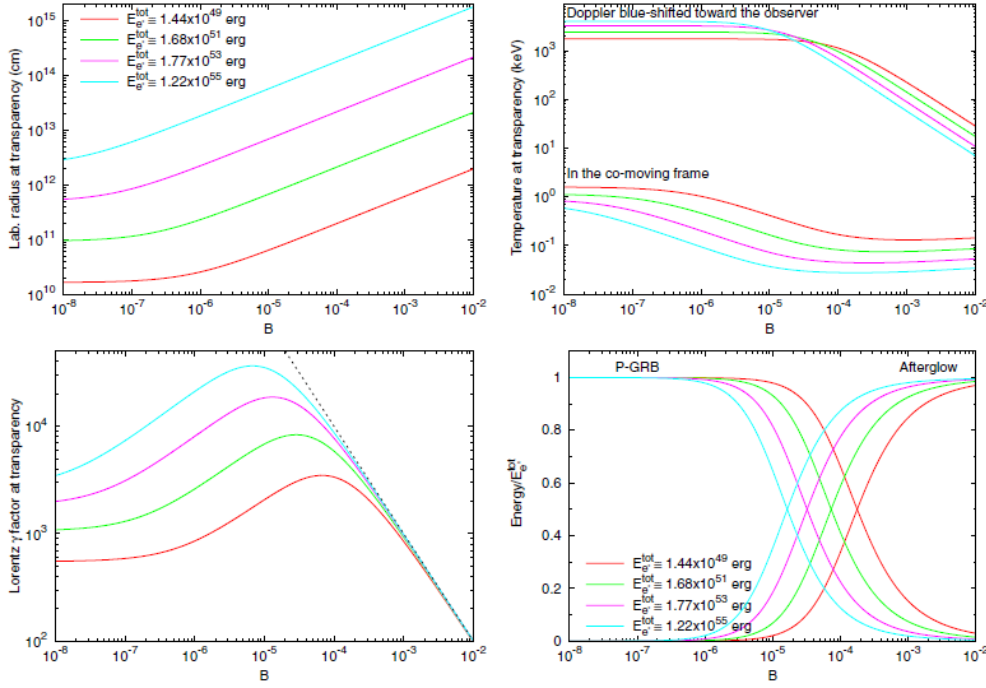 Lab. radius at transparency (cm)
10^15
10^14
10^13
10^12
10^11
10^10
E_e±^tot = 1.44x10^49 erg
E_e±^tot = 1.68x10^51 erg
E_e±^tot = 1.77x10^53 erg
E_e±^tot = 1.22x10^55 erg
10^-8 10^-7 10^-6 10^-5 10^-4 10^-3 10^-2
B
Temperature at transparency (keV)
Doppler blue-shifted toward the observer
10^3
10^2
10^1
10^0
10^-1
10^-2
In the co-moving frame
10^-8 10^-7 10^-6 10^-5 10^-4 10^-3 10^-2
B
Lorentz γ factor at transparency
10^4
10^3
10^2
10^-8 10^-7 10^-6 10^-5 10^-4 10^-3 10^-2
B
Energy/E_e±^tot
P-GRB Afterglow
1
0.8
0.6
0.4
0.2
0
E_e±^tot = 1.44x10^49 erg
E_e±^tot = 1.68x10^51 erg
E_e±^tot = 1.77x10^53 erg
E_e±^tot = 1.22x10^55 erg
10^-8 10^-7 10^-6 10^-5 10^-4 10^-3 10^-2
B